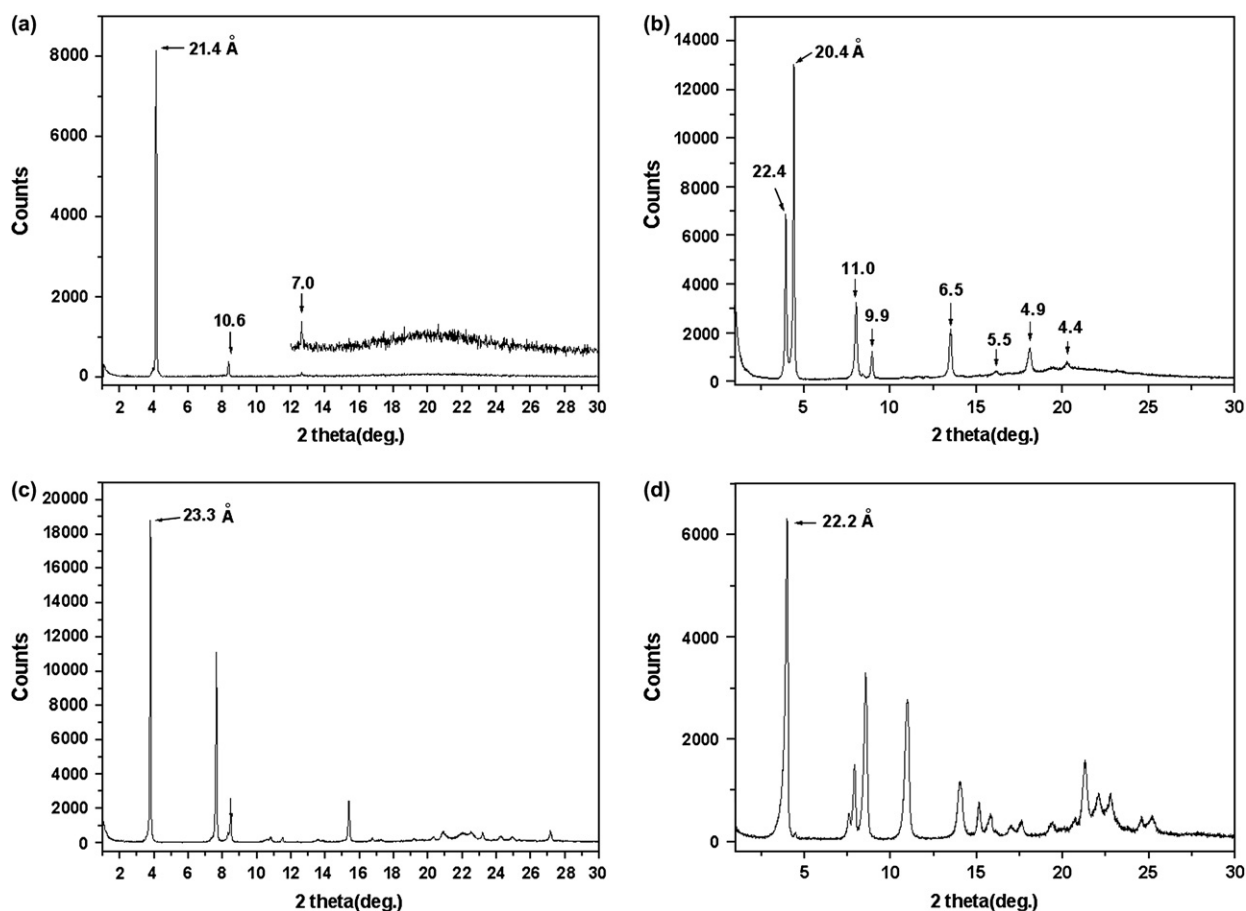 (a)
21.4 Å
7.0
10.6
8000
6000
4000
2000
0
Counts
2 4 6 8 10 12 14 16 18 20 22 24 26 28 30
2 theta(deg.)
(b)
20.4 Å
22.4
11.0
9.9
6.5
5.5
4.9
4.4
14000
12000
10000
8000
6000
4000
2000
0
Counts
5 10 15 20 25 30
2 theta(deg.)
(c)
23.3 Å
20000
18000
16000
14000
12000
10000
8000
6000
4000
2000
0
Counts
2 4 6 8 10 12 14 16 18 20 22 24 26 28 30
2 theta(deg.)
(d)
22.2 Å
6000
4000
2000
0
Counts
5 10 15 20 25 30
2 theta(deg.)